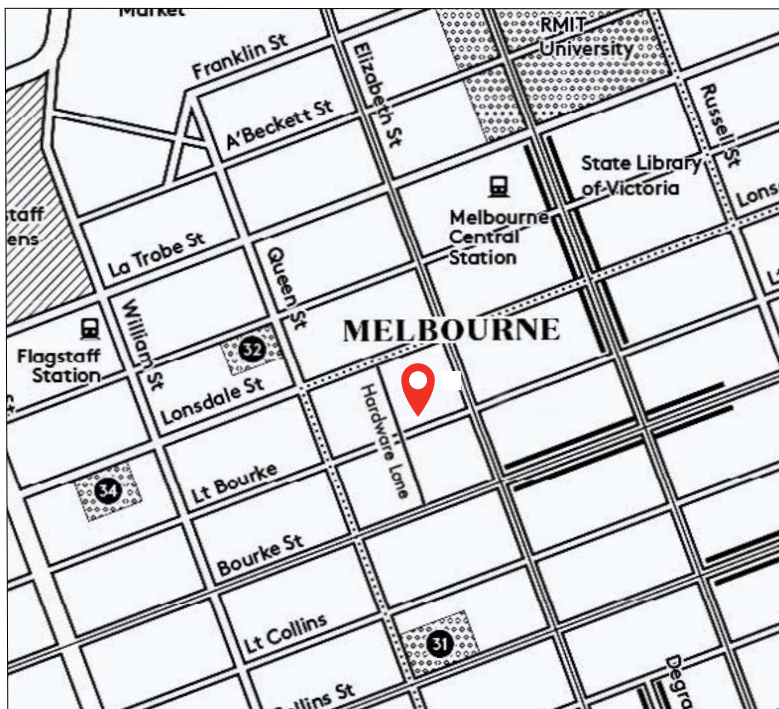 Market
RMIT
University
Franklin St
Elizabeth St
A'Beckett St
Russell St
State Library
of Victoria
Lons
Melbourne
Central
Station
staff
ens
La Trobe St
Queen St
William St
MELBOURNE
Flagstaff
Station
32
Lonsdale St
Hardware Lane
34
Lt Bourke
Bourke St
Lt Collins
31
Collins St
Degra